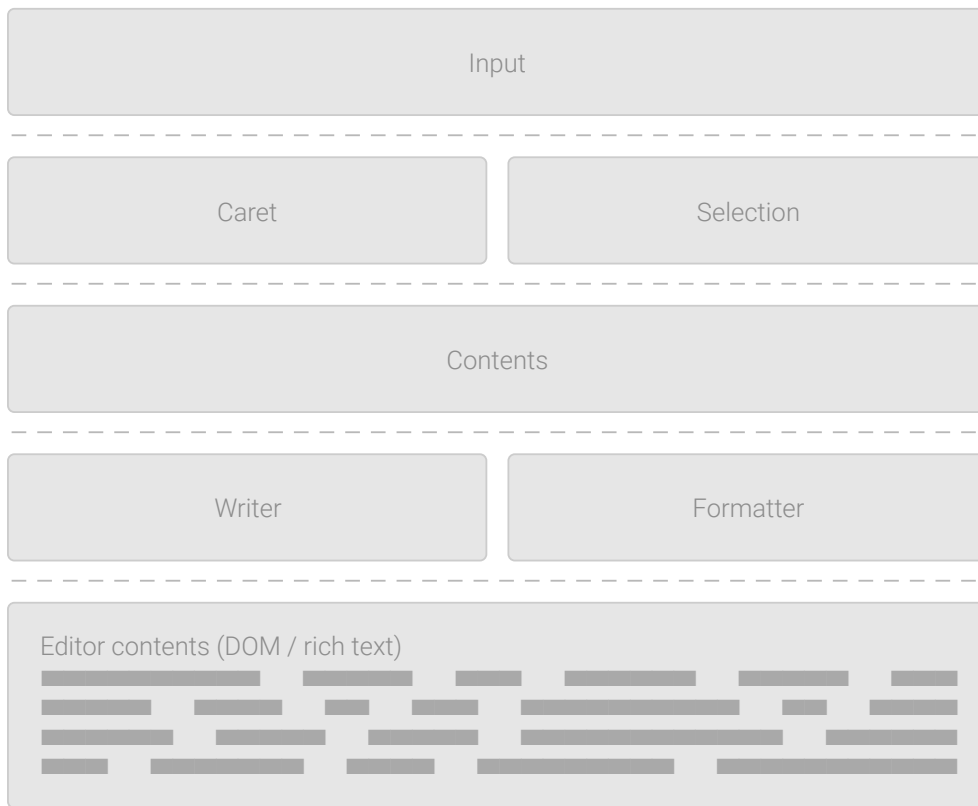 Input
Caret
Selection
Contents
Writer
Formatter
Editor contents (DOM / rich text)